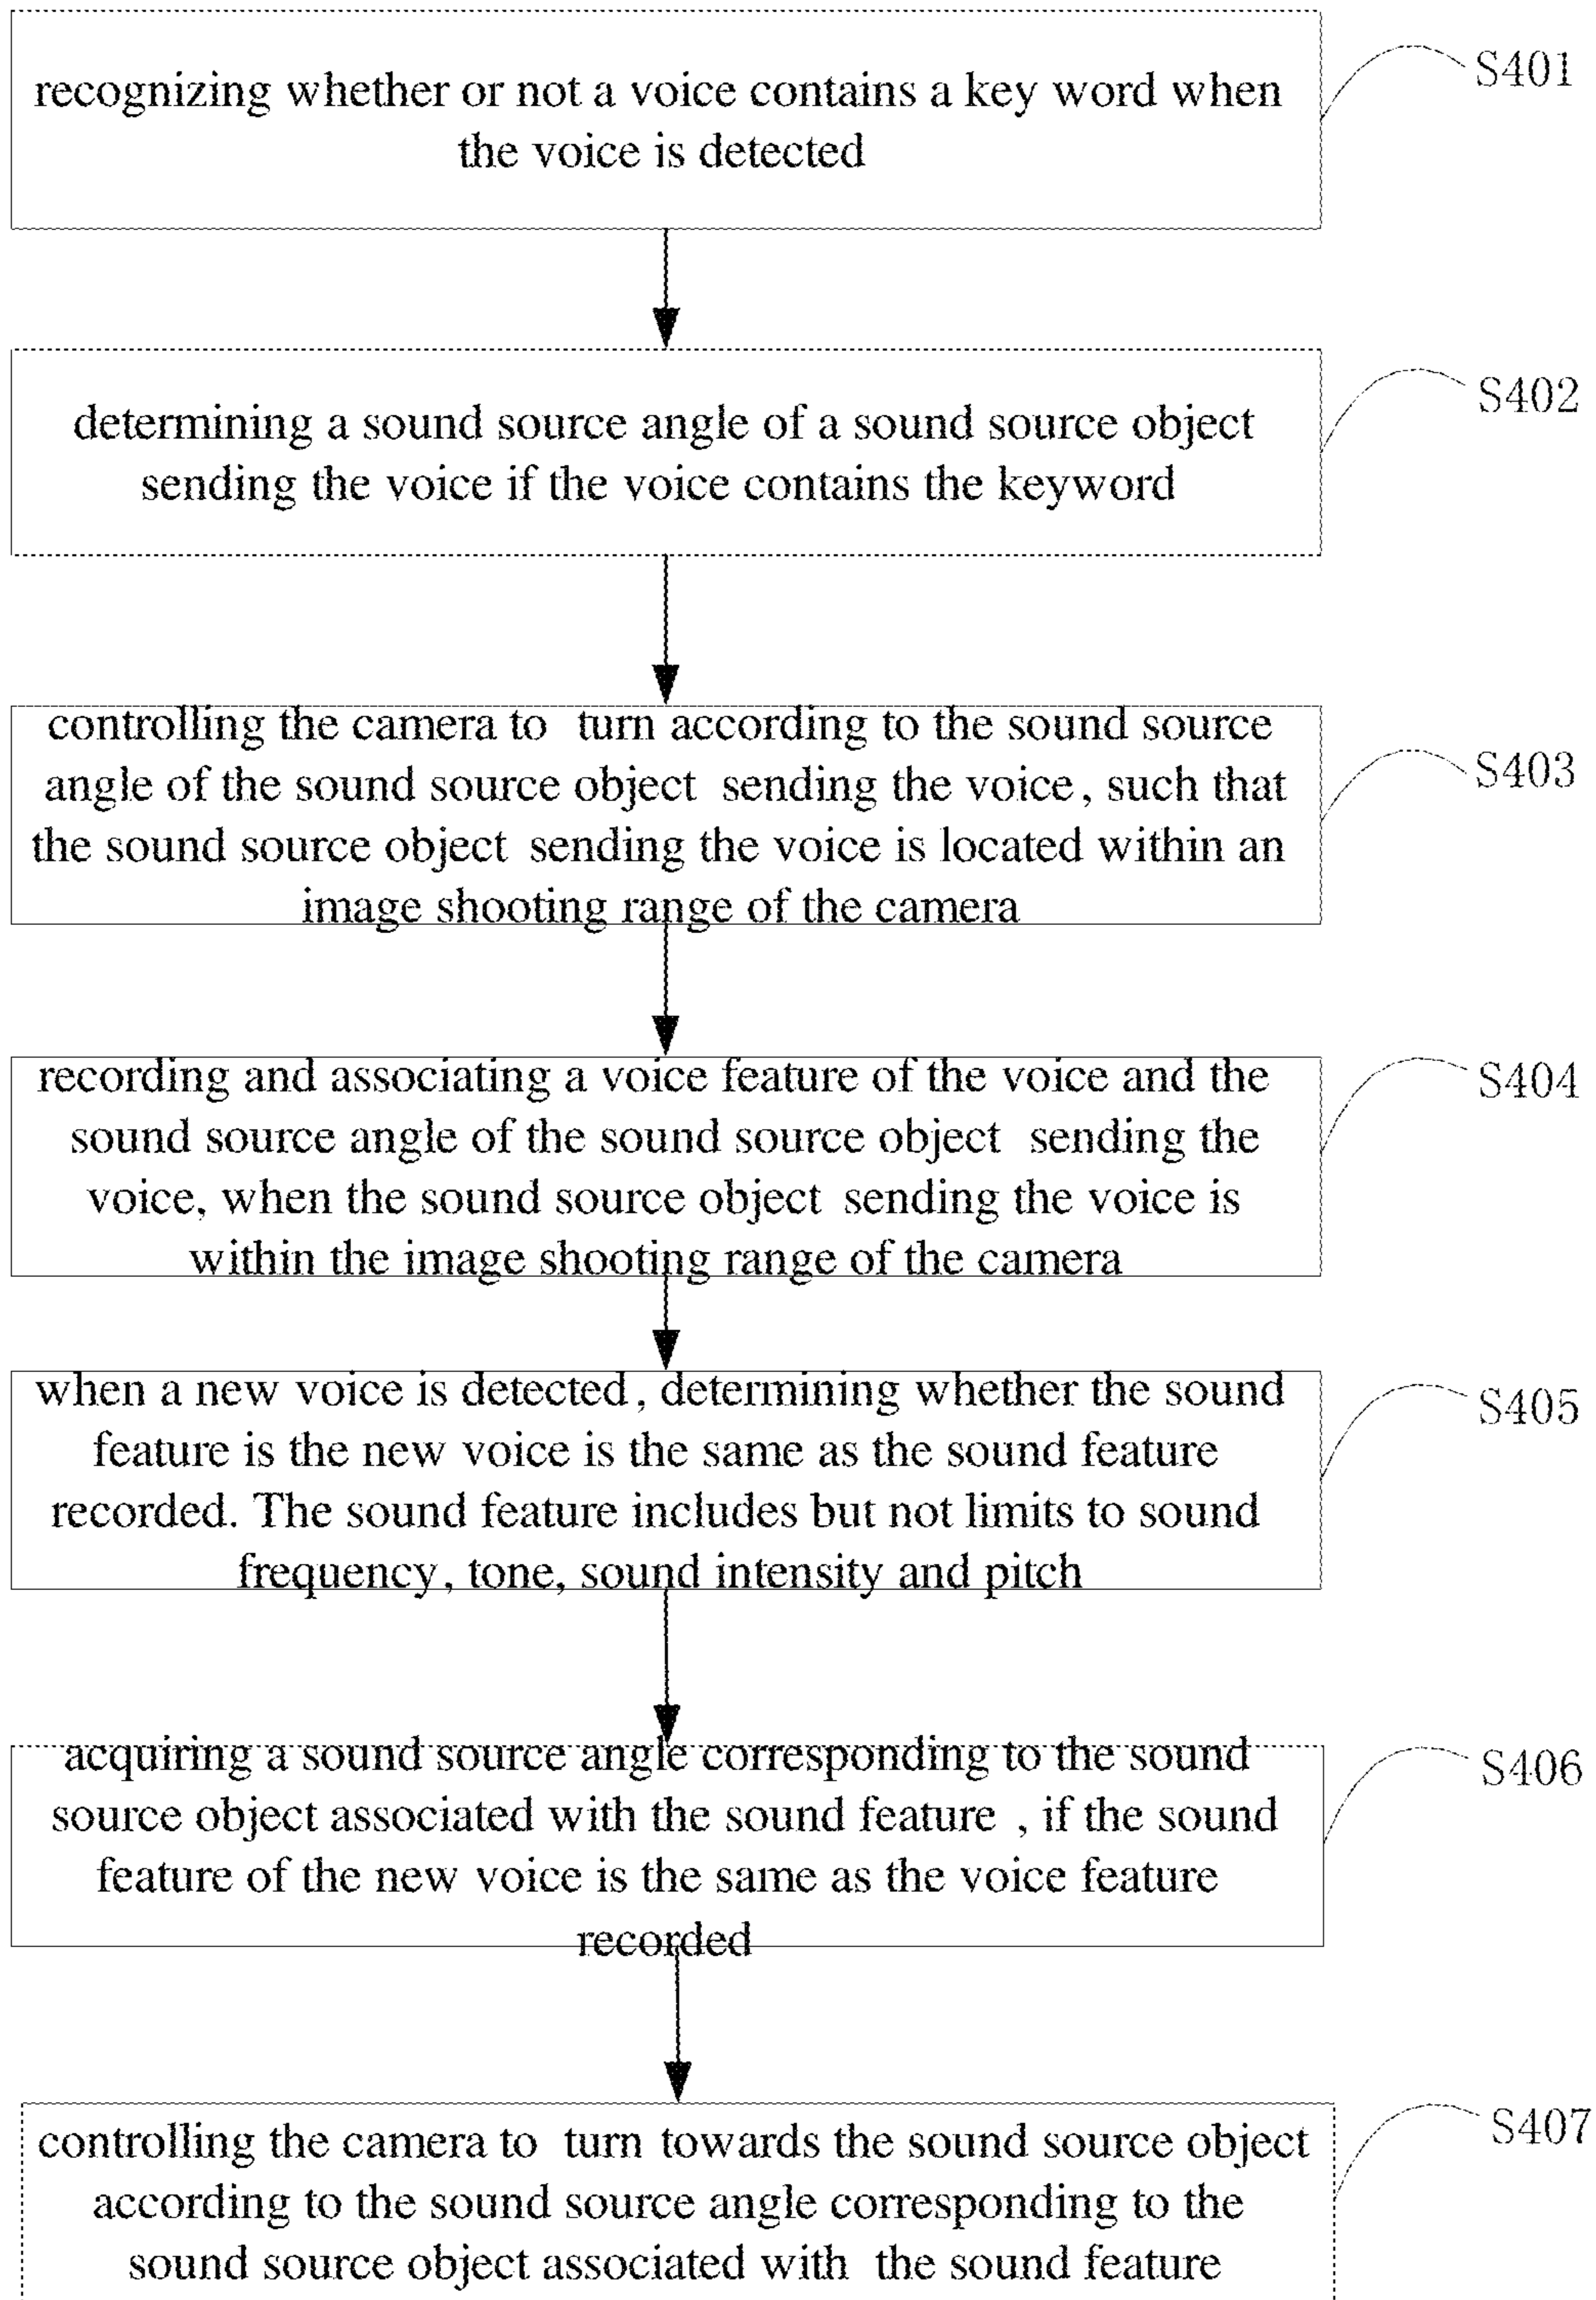 recognizing whether or not a voice contains a key word when
the voice is detected
S401
determining a sound source angle of a sound source object
sending the voice if the voice contains the keyword
S402
controlling the camera to turn according to the sound source
angle of the sound source object sending the voice, such that
the sound source object sending the voice is located within an
image shooting range of the camera
S403
recording and associating a voice feature of the voice and the
sound source angle of the sound source object sending the
voice, when the sound source object sending the voice is
within the image shooting range of the camera
S404
when a new voice is detected, determining whether the sound
feature is the new voice is the same as the sound feature
recorded. The sound feature includes but not limits to sound
frequency, tone, sound intensity and pitch
S405
acquiring a sound source angle corresponding to the sound
source object associated with the sound feature , if the sound
feature of the new voice is the same as the voice feature
recorded
S406
controlling the camera to turn towards the sound source object
according to the sound source angle corresponding to the
sound source object associated with the sound feature
S407